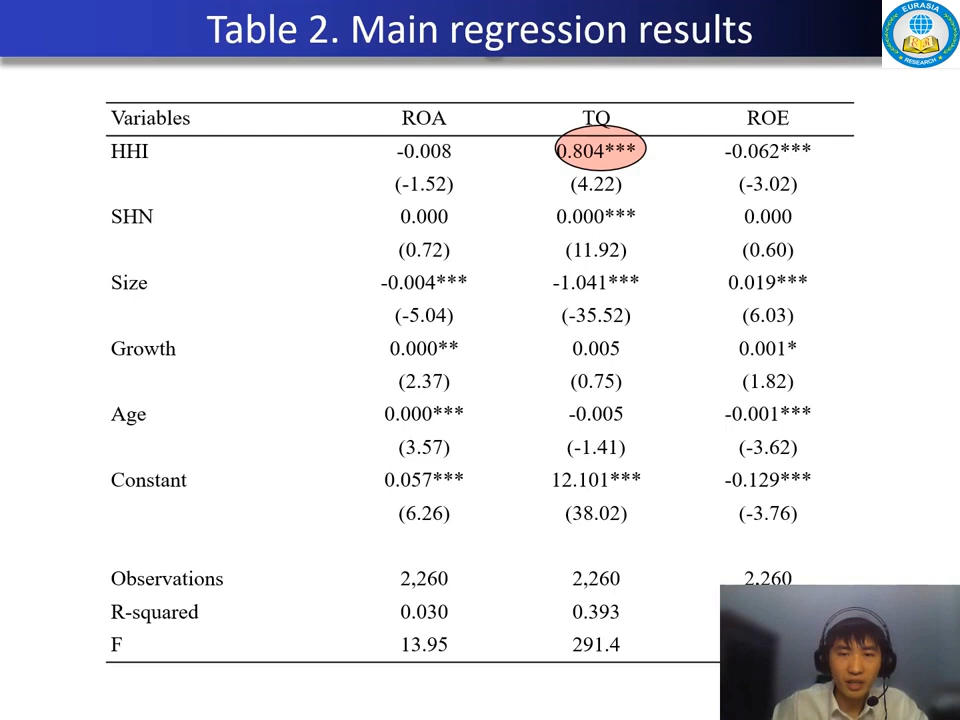 Table 2. Main regression results
EURASIA
RESEARCH
Variables ROA TQ ROE
HHI -0.008 0.804*** -0.062***
(-1.52) (4.22) (-3.02)
SHN 0.000 0.000*** 0.000
(0.72) (11.92) (0.60)
Size -0.004*** -1.041*** 0.019***
(-5.04) (-35.52) (6.03)
Growth 0.000** 0.005 0.001*
(2.37) (0.75) (1.82)
Age 0.000*** -0.005 -0.001***
(3.57) (-1.41) (-3.62)
Constant 0.057*** 12.101*** -0.129***
(6.26) (38.02) (-3.76)
Observations 2,260 2,260 2,260
R-squared 0.030 0.393
F 13.95 291.4